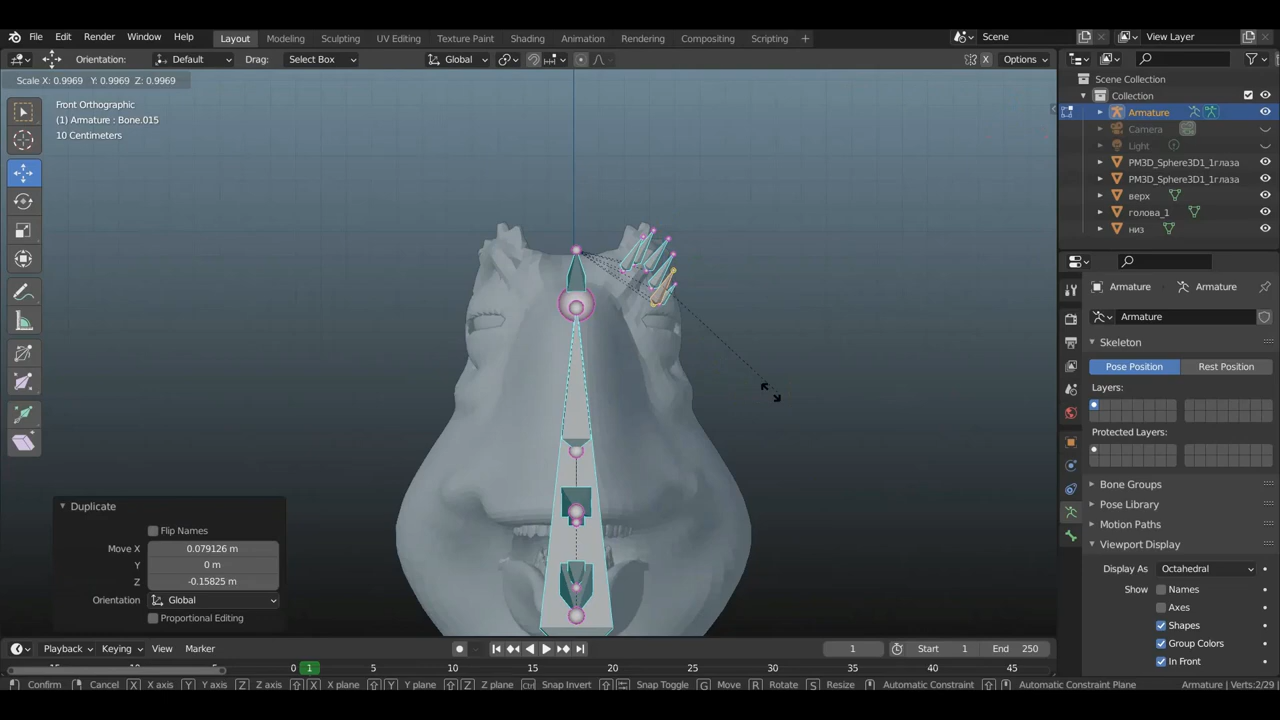 File Edit Render Window Help Layout Modeling Sculpting UV Editing Texture Paint Shading Animation Rendering Compositing Scripting + Scene View Layer
Orientation: Default Drag: Select Box Global X Options
Scale X: 0.9969 Y: 0.9969 Z: 0.9969
Front Orthographic
(1) Armature : Bone.015
10 Centimeters
Scene Collection
Collection
Armature
Camera
Light
PM3D_Sphere3D1_1глаза
PM3D_Sphere3D1_1глаза
верх
голова_1
низ
Armature Armature
Armature
Skeleton
Pose Position Rest Position
Layers:
Protected Layers:
Bone Groups
Pose Library
Motion Paths
Viewport Display
Display As Octahedral
Show Names
Axes
Shapes
Group Colors
In Front
Duplicate
Flip Names
Move X 0.079126 m
Y 0 m
Z -0.15825 m
Orientation Global
Proportional Editing
Playback Keying View Marker 1 Start 1 End 250
0 1 5 10 15 20 25 30 35 40 45
Confirm Cancel X X axis Y Y axis Z Z axis X X plane Y Y plane Z Z plane Ctrl Snap Invert Snap Toggle G Move R Rotate S Resize Automatic Constraint Automatic Constraint Plane Armature | Verts:2/29